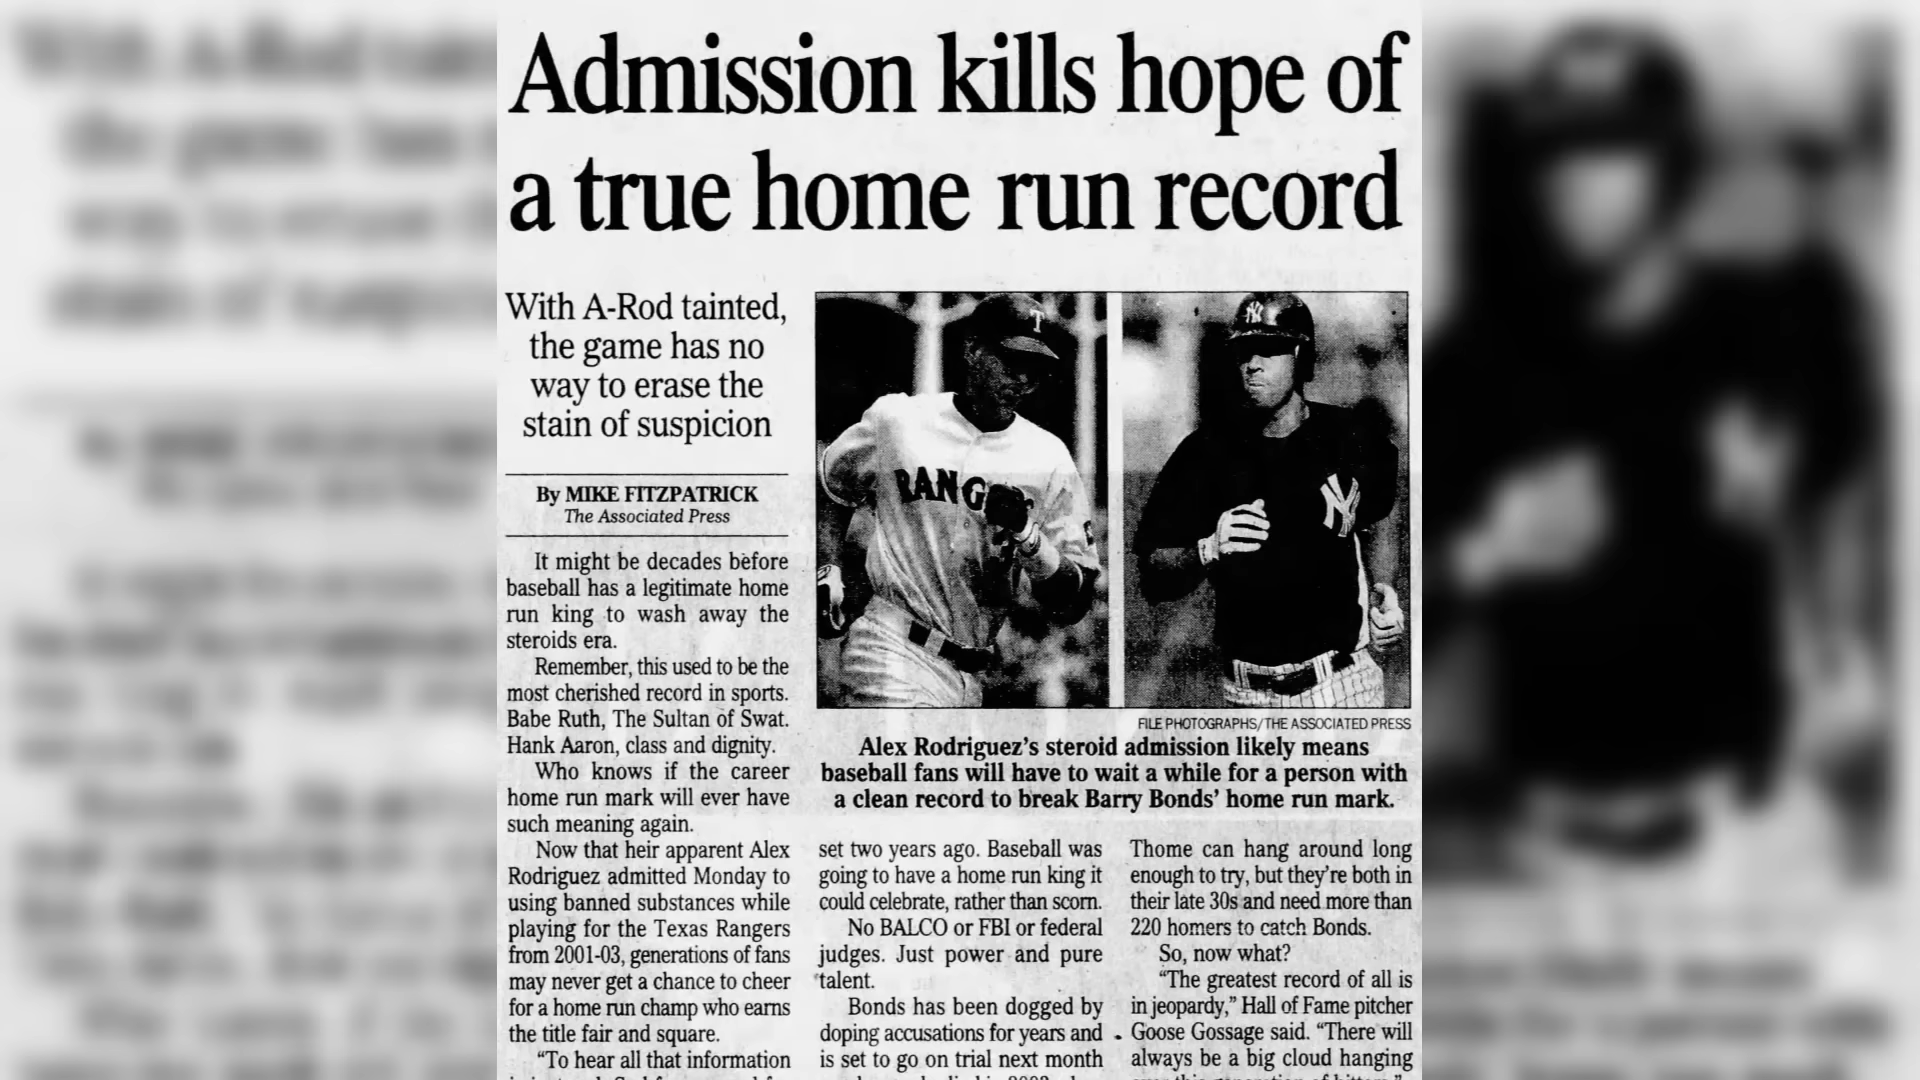 Admission kills hope of
a true home run record
With A-Rod tainted,
the game has no
way to erase the
stain of suspicion
By MIKE FITZPATRICK
The Associated Press
It might be decades before
baseball has a legitimate home
run king to wash away the
steroids era.
Remember, this used to be the
most cherished record in sports.
Babe Ruth, The Sultan of Swat.
Hank Aaron, class and dignity.
Who knows if the career
home run mark will ever have
such meaning again.
Now that heir apparent Alex
Rodriguez admitted Monday to
using banned substances while
playing for the Texas Rangers
from 2001-03, generations of fans
may never get a chance to cheer
for a home run champ who earns
the title fair and square.
“To hear all that information
T
RANG
NY
NY
FILE PHOTOGRAPHS/THE ASSOCIATED PRESS
Alex Rodriguez’s steroid admission likely means
baseball fans will have to wait a while for a person with
a clean record to break Barry Bonds’ home run mark.
set two years ago. Baseball was
going to have a home run king it
could celebrate, rather than scorn.
No BALCO or FBI or federal
judges. Just power and pure
talent.
Bonds has been dogged by
doping accusations for years and
is set to go on trial next month
Thome can hang around long
enough to try, but they’re both in
their late 30s and need more than
220 homers to catch Bonds.
So, now what?
“The greatest record of all is
in jeopardy,” Hall of Fame pitcher
Goose Gossage said. “There will
always be a big cloud hanging